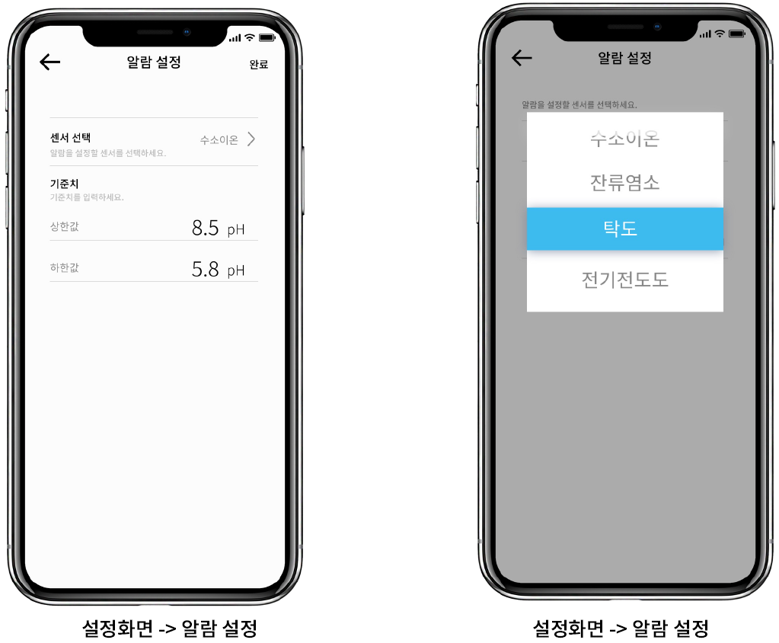 알람 설정
완료
센서 선택
수소이온
알람을 설정할 센서를 선택하세요.
기준치
기준치를 입력하세요.
상한값
8.5 pH
하한값
5.8 pH
설정화면 -> 알람 설정
알람 설정
알람을 설정할 센서를 선택하세요.
수소이온
잔류염소
탁도
전기전도도
설정화면 -> 알람 설정